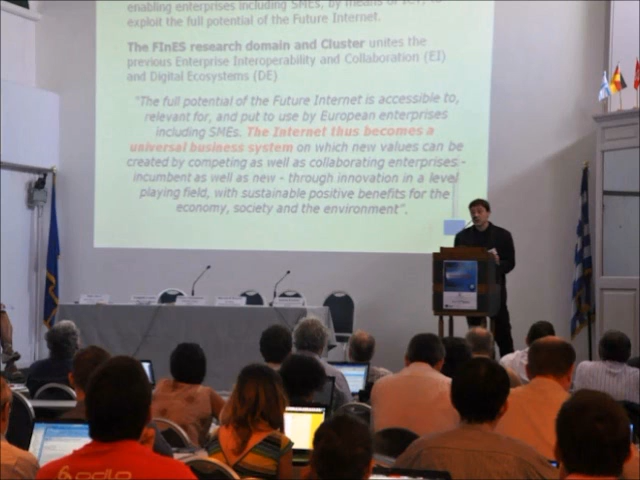 enabling enterprises including SMEs, by means of ICT, to
exploit the full potential of the Future Internet.
The FInES research domain and Cluster unites the
previous Enterprise Interoperability and Collaboration (EI)
and Digital Ecosystems (DE)
"The full potential of the Future Internet is accessible to,
relevant for, and put to use by European enterprises
including SMEs. The Internet thus becomes a
universal business system on which new values can be
created by competing as well as collaborating enterprises -
incumbent as well as new - through innovation in a level
playing field, with sustainable positive benefits for the
economy, society and the environment".